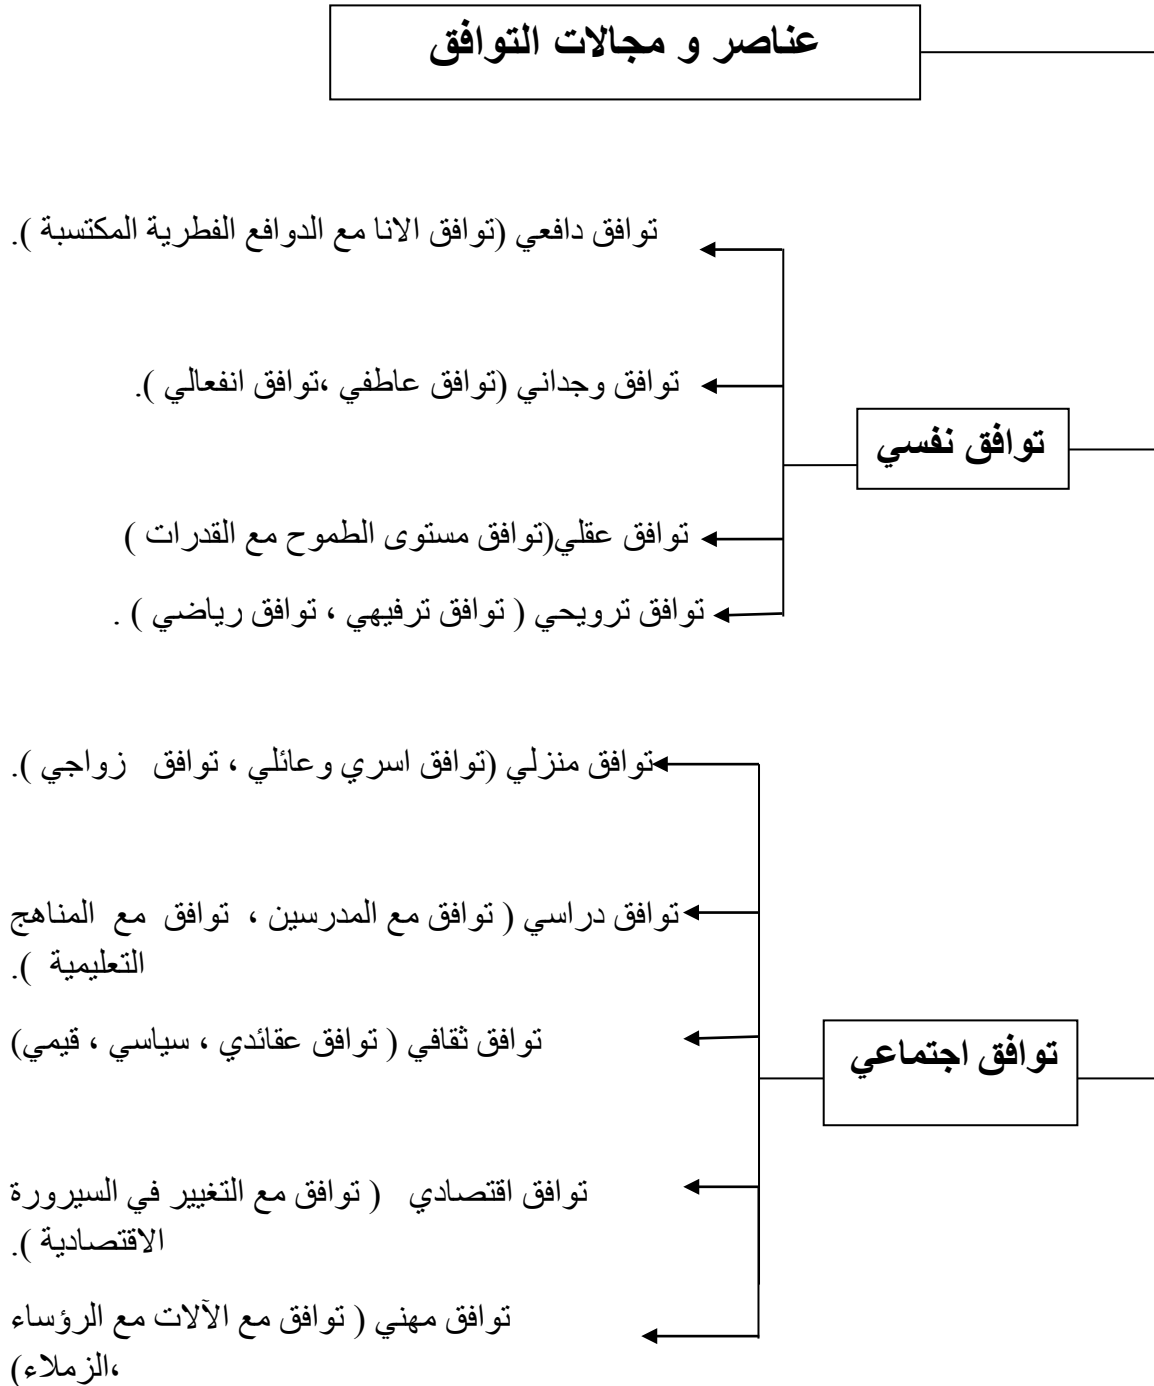 عناصر و مجالات التوافق
توافق دافعي (توافق الانا مع الدوافع الفطرية المكتسبة ).
توافق وجداني (توافق عاطفي ،توافق انفعالي ).
توافق نفسي
توافق عقلي(توافق مستوى الطموح مع القدرات )
توافق ترويحي ( توافق ترفيهي ، توافق رياضي ) .
توافق منزلي (توافق اسري وعائلي ، توافق زواجي ).
توافق دراسي ( توافق مع المدرسين ، توافق مع المناهج
التعليمية ).
توافق ثقافي ( توافق عقائدي ، سياسي ، قيمي)
توافق اجتماعي
توافق اقتصادي ( توافق مع التغيير في السيرورة
الاقتصادية ).
توافق مهني ( توافق مع الآلات مع الرؤساء
،الزملاء)